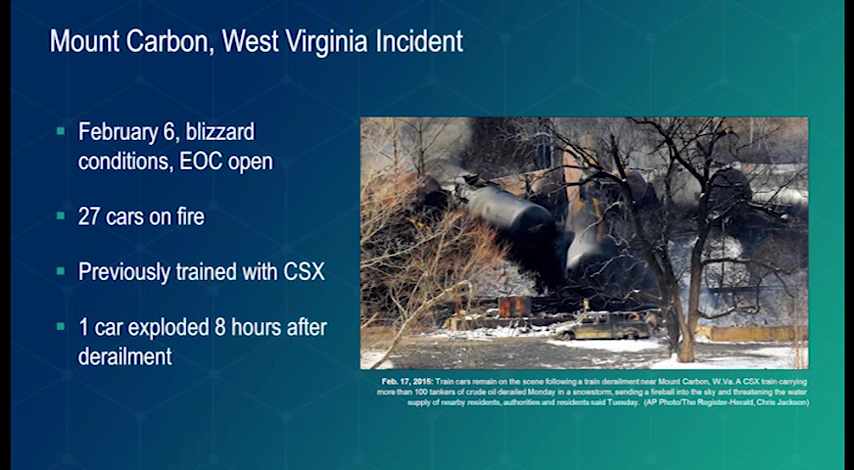 Mount Carbon, West Virginia Incident
February 6, blizzard
conditions, EOC open
27 cars on fire
Previously trained with CSX
1 car exploded 8 hours after
derailment
Feb. 17, 2015: Train cars remain on the scene following a train derailment near Mount Carbon, W.Va. A CSX train carrying
more than 100 tankers of crude oil derailed Monday in a snowstorm, sending a fireball into the sky and threatening the water
supply of nearby residents, authorities and residents said Tuesday. (AP Photo/The Register-Herald, Chris Jackson)